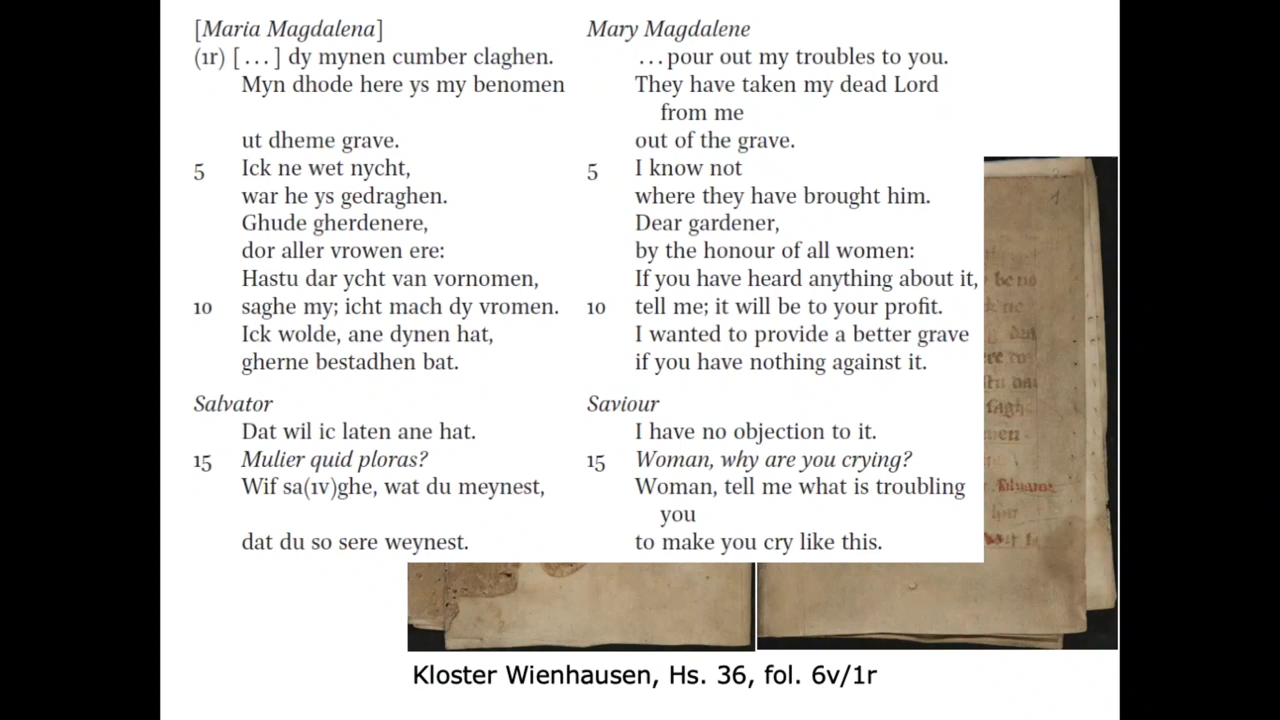 [Maria Magdalena]
(1r) [...] dy mynen cumber claghen.
Myn dhode here ys my benomen
ut dheme grave.
5 Ick ne wet nycht,
war he ys gedraghen.
Ghude gherdenere,
dor aller vrowen ere:
Hastu dar ycht van vornomen,
10 saghe my; icht mach dy vromen.
Ick wolde, ane dynen hat,
gherne bestadhen bat.
Salvator
Dat wil ic laten ane hat.
15 Mulier quid ploras?
Wif sa(1v)ghe, wat du meynest,
dat du so sere weynest.
Mary Magdalene
...pour out my troubles to you.
They have taken my dead Lord
from me
out of the grave.
5 I know not
where they have brought him.
Dear gardener,
by the honour of all women:
If you have heard anything about it,
10 tell me; it will be to your profit.
I wanted to provide a better grave
if you have nothing against it.
Saviour
I have no objection to it.
15 Woman, why are you crying?
Woman, tell me what is troubling
you
to make you cry like this.
Kloster Wienhausen, Hs. 36, fol. 6v/1r